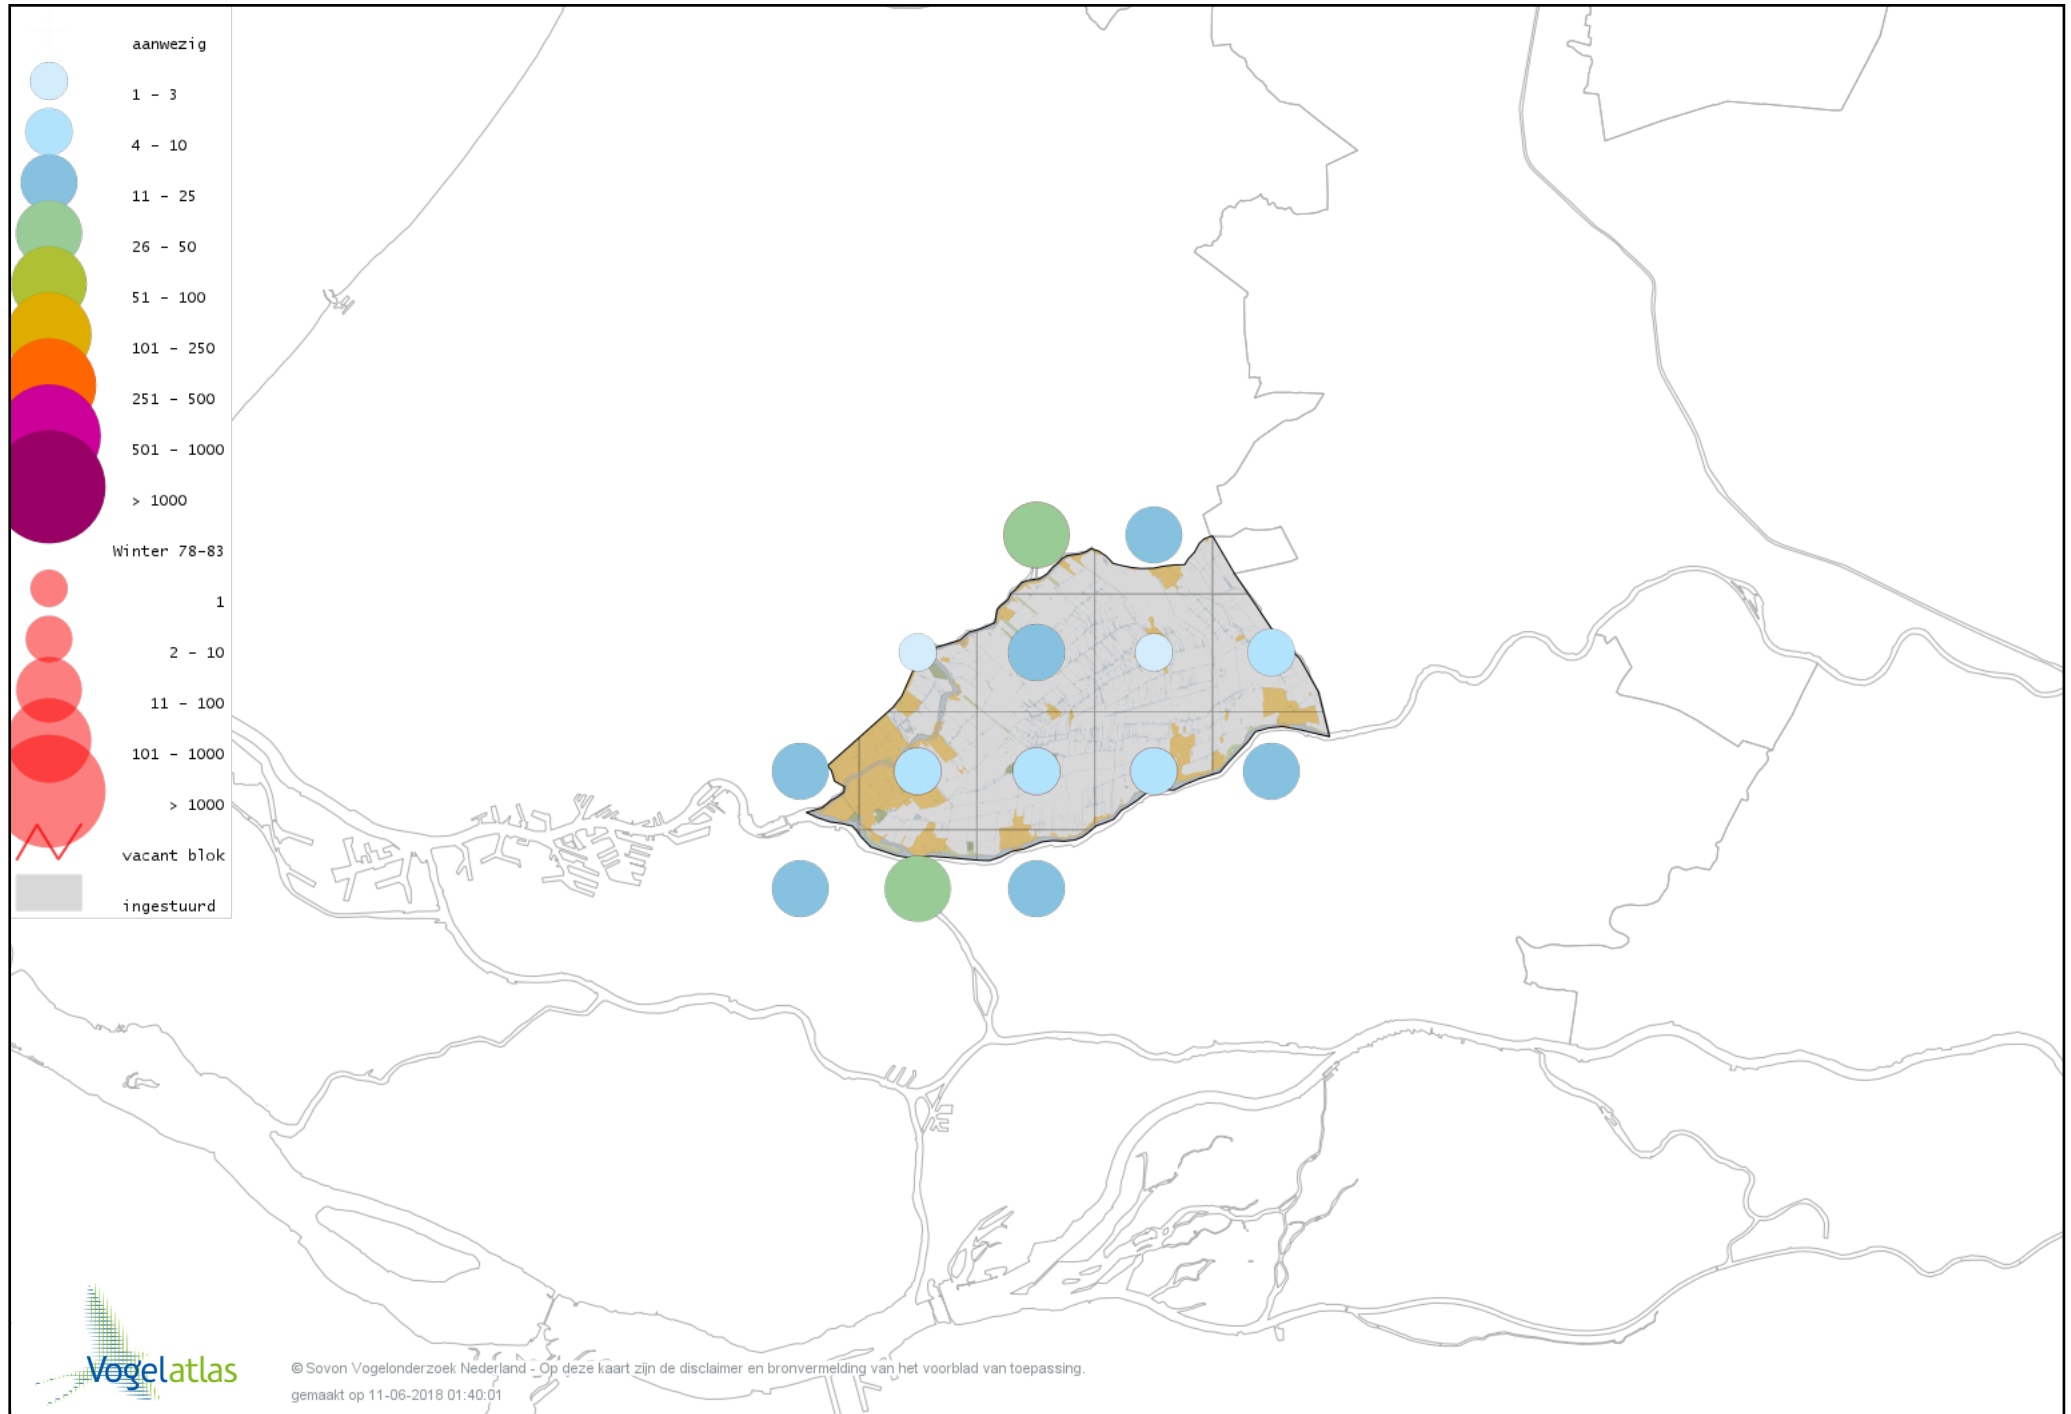 aanwezig
1 - 3
4 - 10
11 - 25
26 - 50
51 - 100
101 - 250
251 - 500
501 - 1000
> 1000
Winter 78-83
1
2 - 10
11 - 100
101 - 1000
> 1000
vacant blok
ingestuurd
Vogelatlas
© Sovon Vogelonderzoek Nederland - Op deze kaart zijn de disclaimer en bronvermelding van het voorblad van toepassing.
gemaakt op 11-06-2018 01:40:01